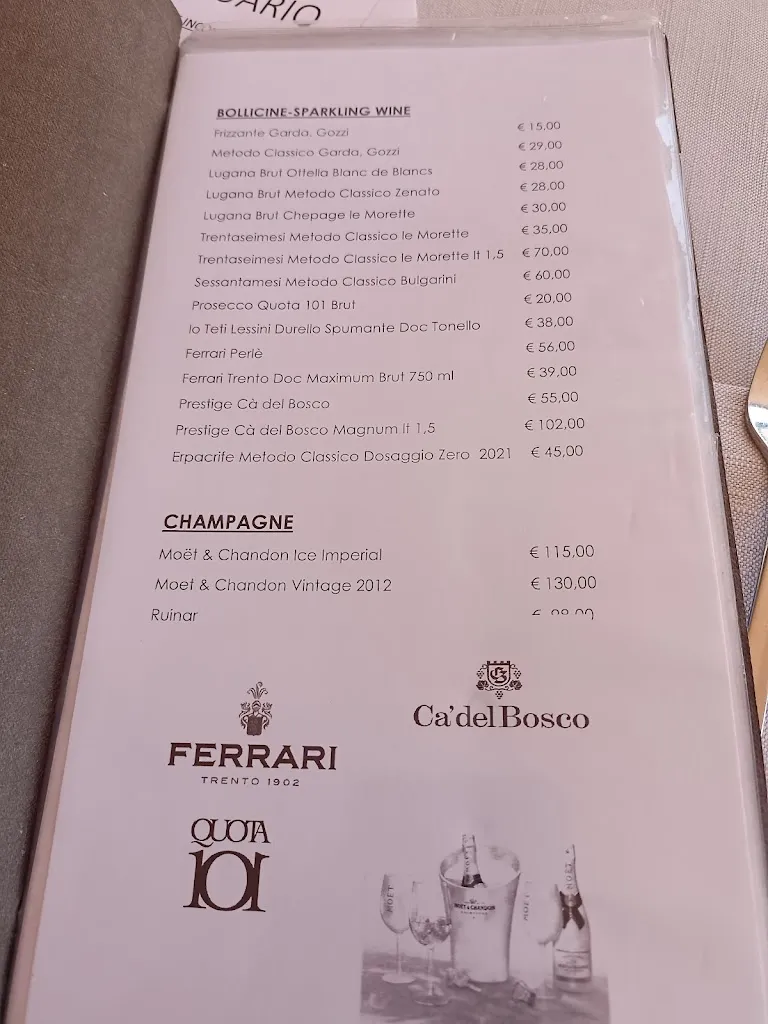 BOLLICINE-SPARKLING WINE
Frizzante Garda, Gozzi € 15,00
Metodo Classico Garda, Gozzi € 29,00
Lugana Brut Ottella Blanc de Blancs € 28,00
Lugana Brut Metodo Classico Zenato € 28,00
Lugana Brut Chepage le Morette € 30,00
Trentaseimesi Metodo Classico le Morette € 35,00
Trentaseimesi Metodo Classico le Morette lt 1,5 € 70,00
Sessantamesi Metodo Classico Bulgarini € 60,00
Prosecco Quota 101 Brut € 20,00
Io Teti Lessini Durello Spumante Doc Tonello € 38,00
Ferrari Perlè € 56,00
Ferrari Trento Doc Maximum Brut 750 ml € 39,00
Prestige Cà del Bosco € 55,00
Prestige Cà del Bosco Magnum lt 1,5 € 102,00
Erpacrife Metodo Classico Dosaggio Zero 2021 € 45,00
CHAMPAGNE
Moët & Chandon Ice Imperial € 115,00
Moet & Chandon Vintage 2012 € 130,00
Ruinar
Ca'del Bosco
FERRARI
TRENTO 1902
QUOTA
101
MOËT
MOËT & CHANDON
MOËT